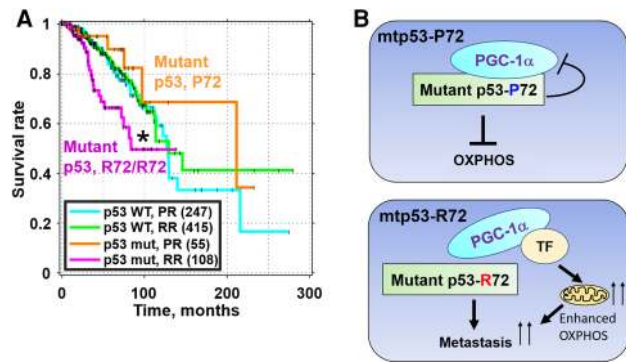 A
Survival rate
1
0.8
0.6
0.4
0.2
0
Mutant
p53, P72
*
Mutant
p53, R72/R72
p53 WT, PR (247)
p53 WT, RR (415)
p53 mut, PR (55)
p53 mut, RR (108)
0 100 200 300
Time, months
B
mtp53-P72
PGC-1α
Mutant p53-P72
OXPHOS
mtp53-R72
PGC-1α
TF
Mutant p53-R72
Enhanced
OXPHOS
Metastasis